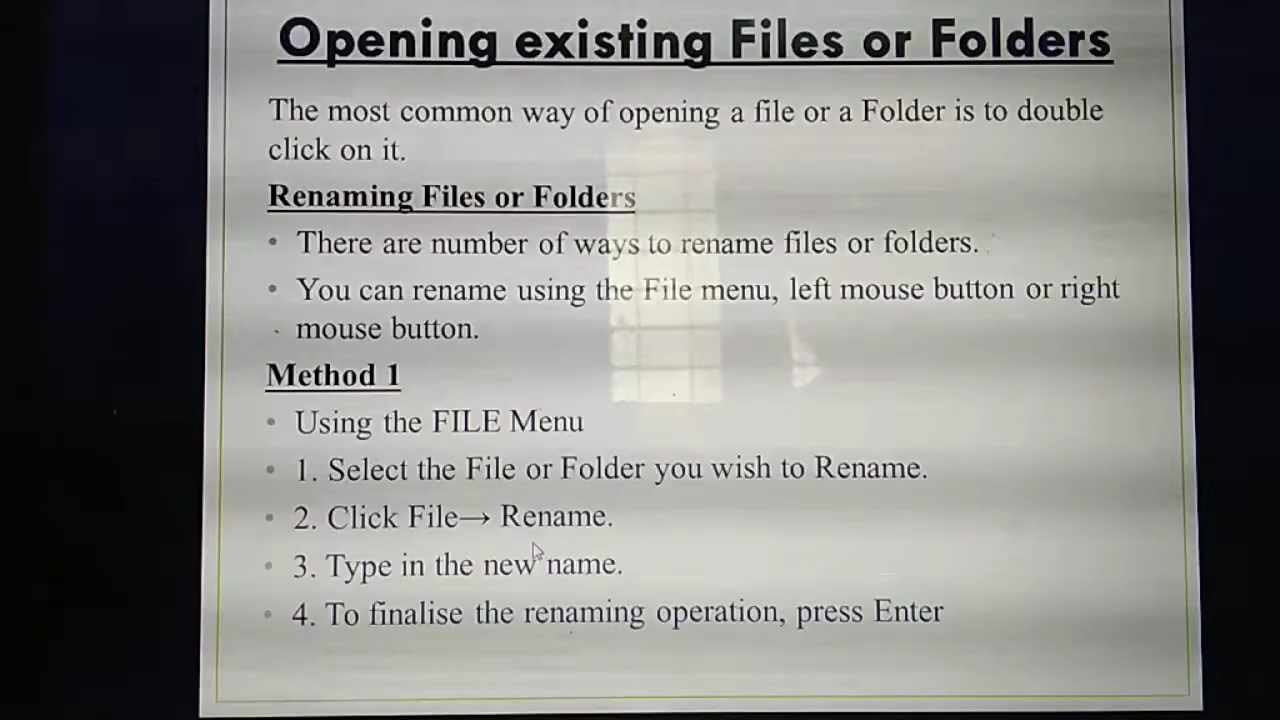 Opening existing Files or Folders
The most common way of opening a file or a Folder is to double
click on it.
Renaming Files or Folders
• There are number of ways to rename files or folders.
• You can rename using the File menu, left mouse button or right
mouse button.
Method 1
• Using the FILE Menu
• 1. Select the File or Folder you wish to Rename.
• 2. Click File→ Rename.
• 3. Type in the new name.
• 4. To finalise the renaming operation, press Enter